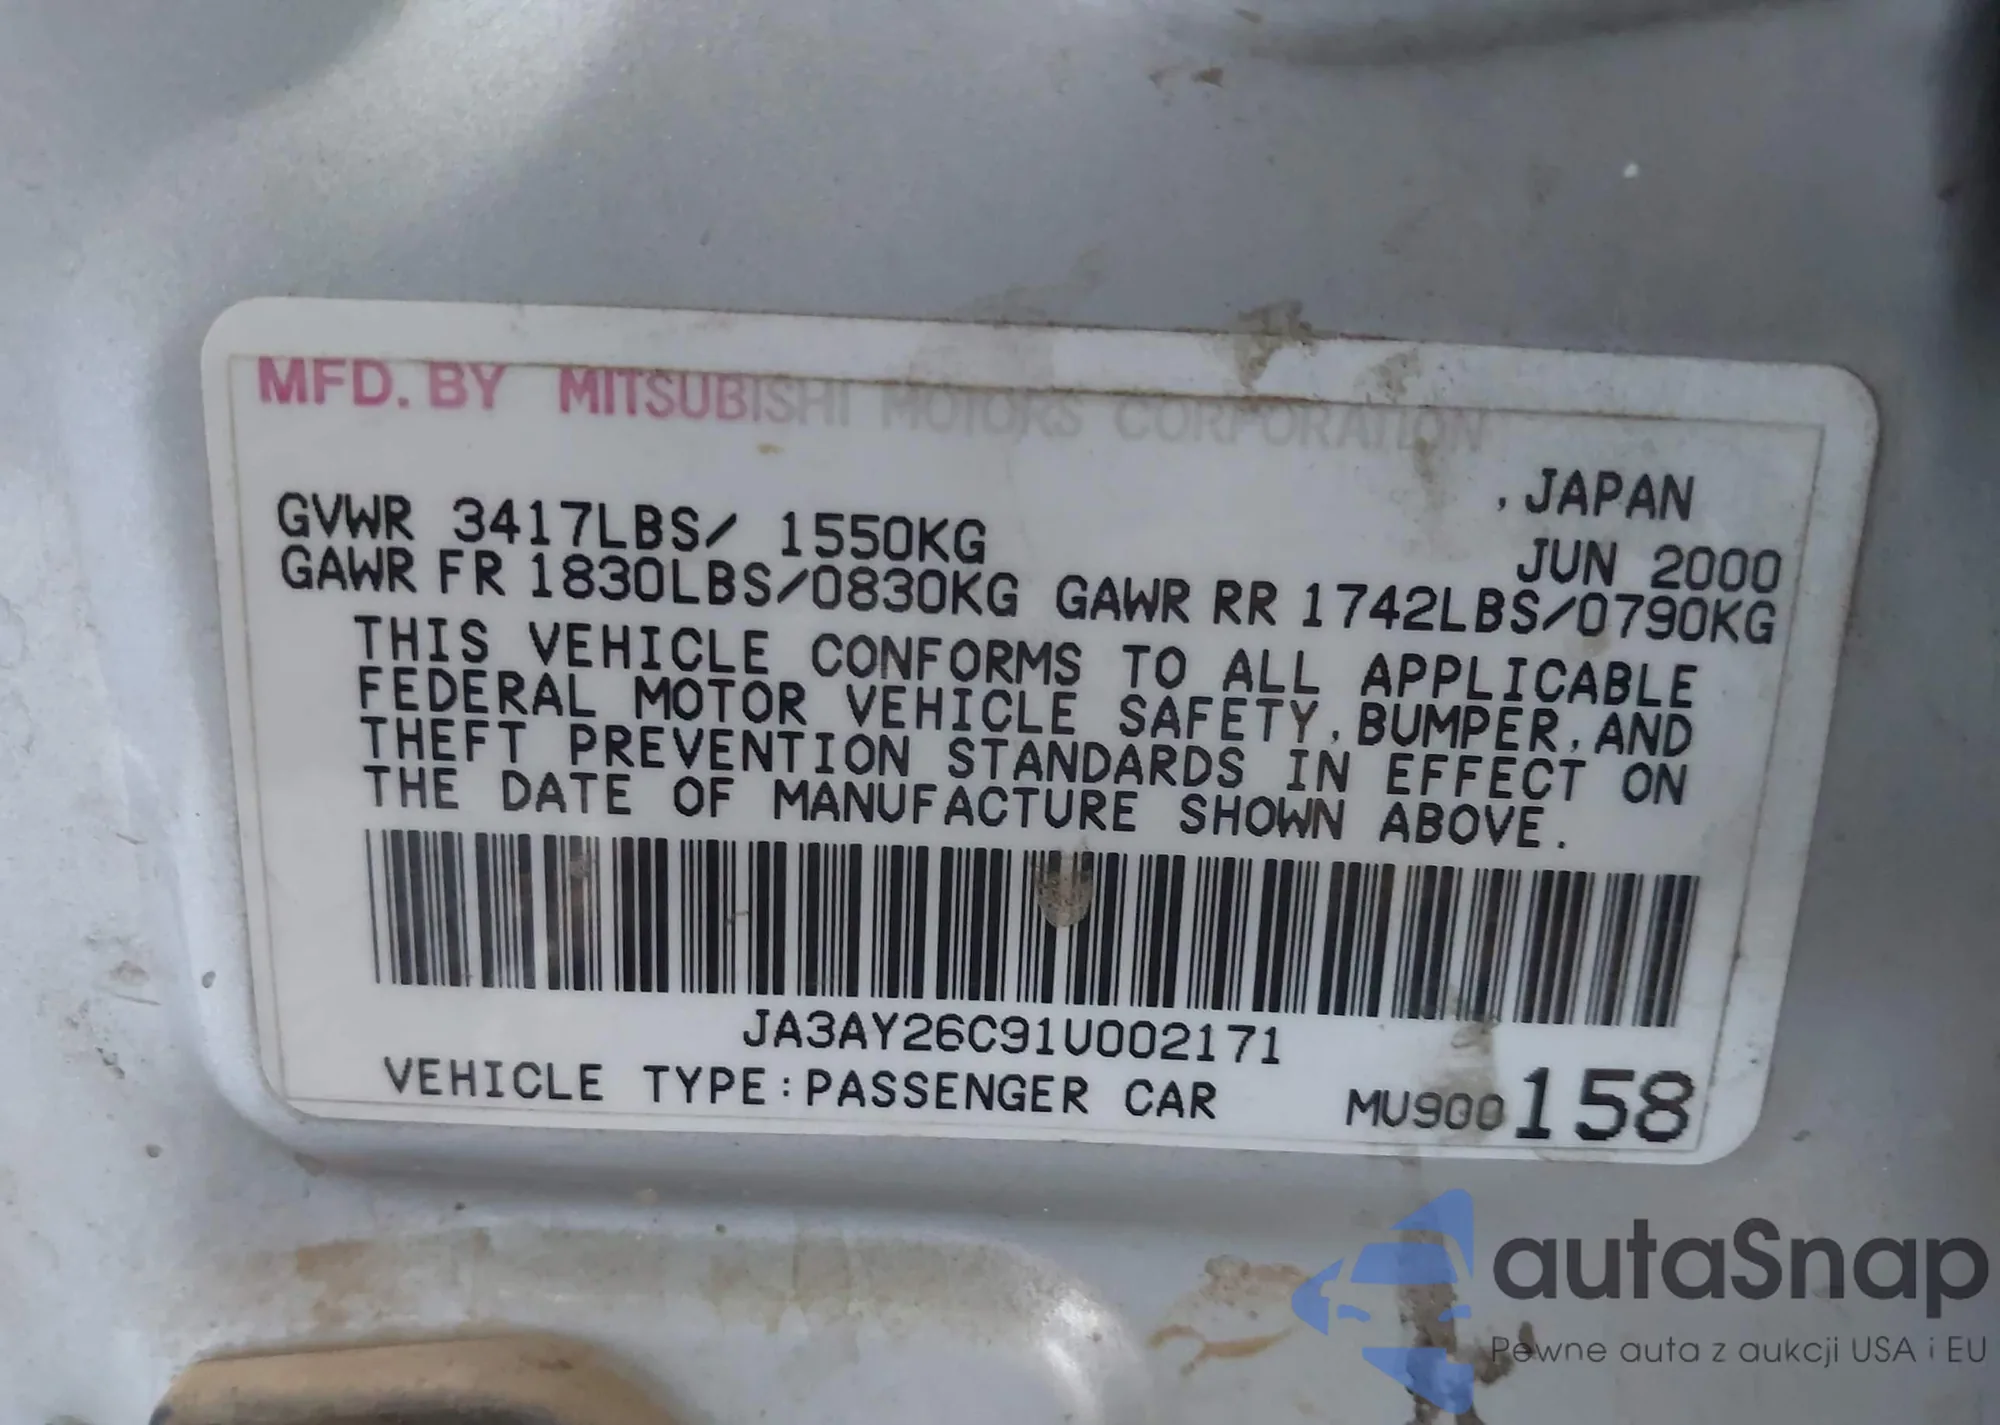 MFD. BY MITSUBISHI MOTORS CORPORATION
, JAPAN
GVWR 3417LBS/ 1550KG JUN 2000
GAWR FR 1830LBS/0830KG GAWR RR 1742LBS/0790KG
THIS VEHICLE CONFORMS TO ALL APPLICABLE
FEDERAL MOTOR VEHICLE SAFETY, BUMPER, AND
THEFT PREVENTION STANDARDS IN EFFECT ON
THE DATE OF MANUFACTURE SHOWN ABOVE.
JA3AY26C91U002171
VEHICLE TYPE:PASSENGER CAR MU900158
autaSnap
Pewne auta z aukcji USA i EU